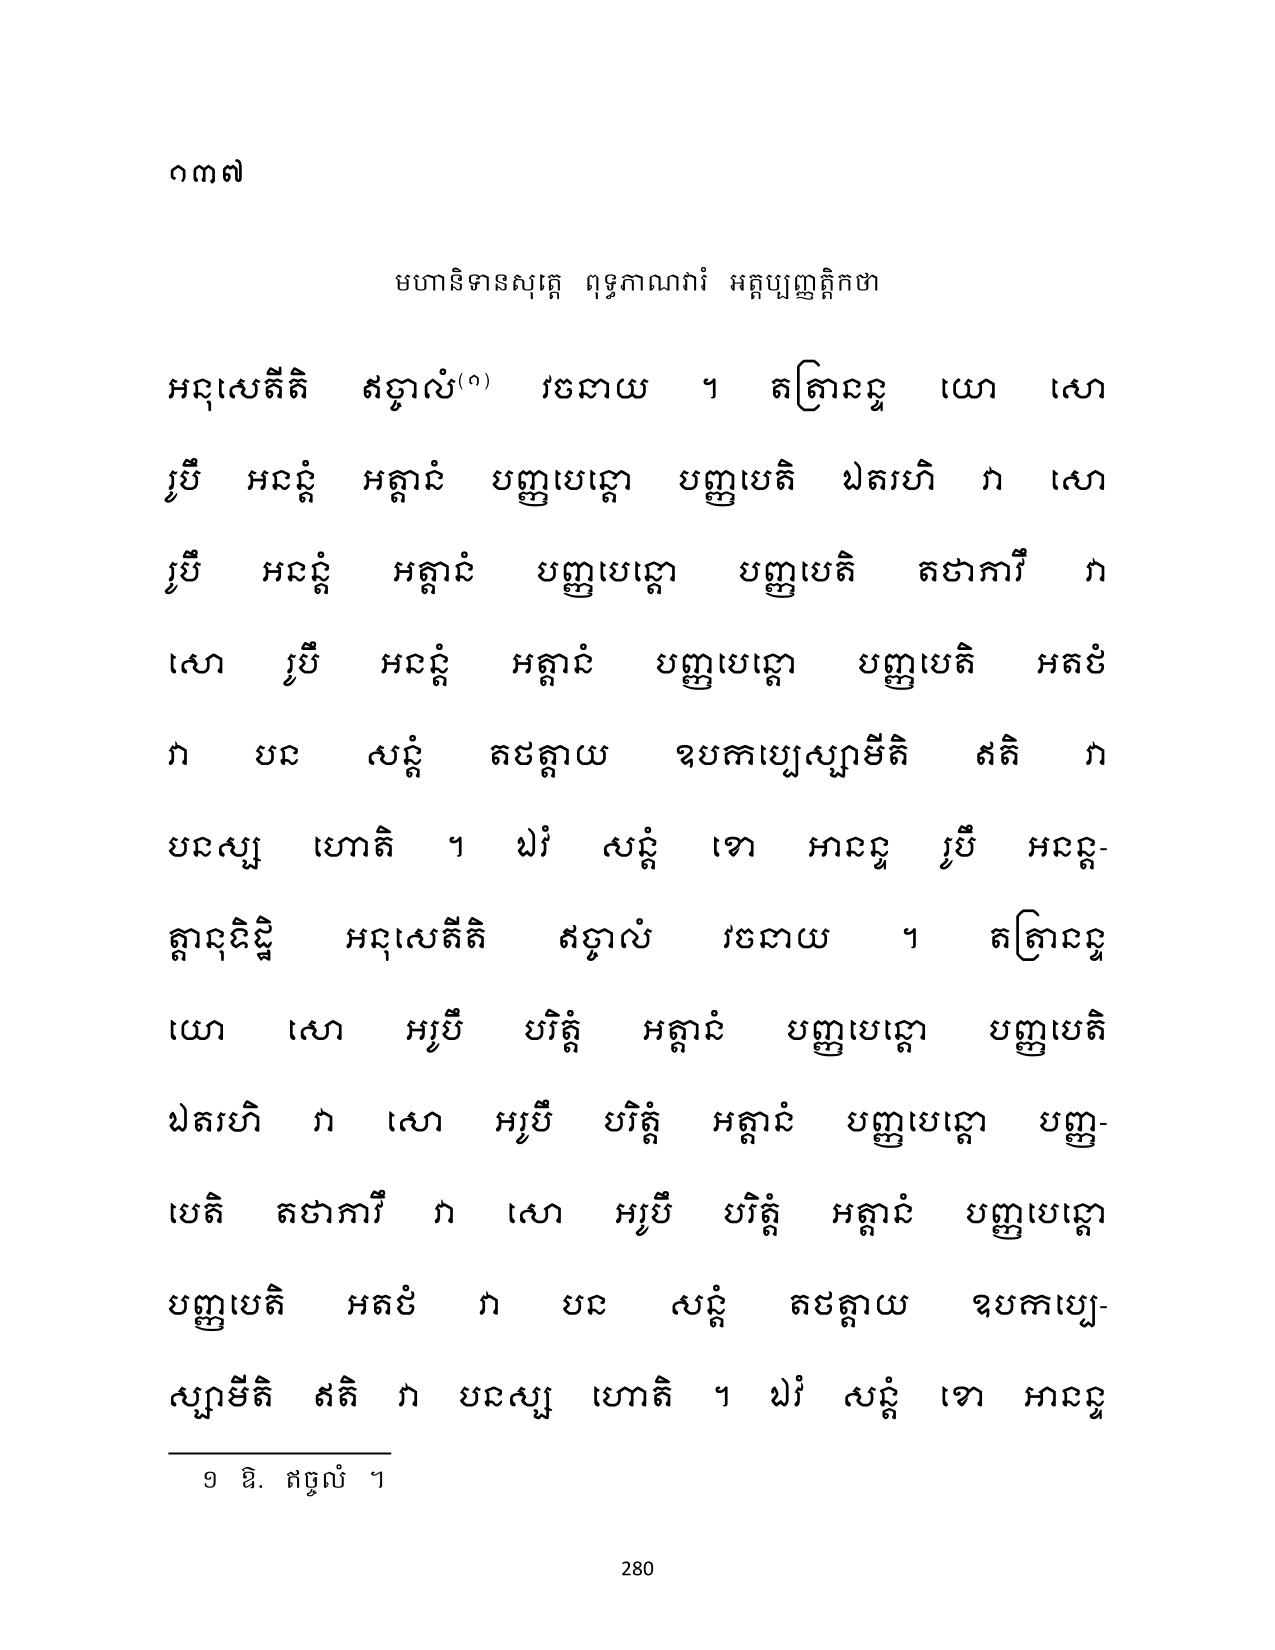 ១៣៧
មហានិទានសុត្តេ ពុទ្ធភាណវារំ អត្តប្បញ្ញត្តិកថា
អនុសេតីតិ ឥច្ចាលំ(១) វចនាយ ។ តត្រានន្ទ យោ សោ
រូបឹ អនន្តំ អត្តានំ បញ្ញបេន្តោ បញ្ញបេតិ ឯតរហិ វា សោ
រូបឹ អនន្តំ អត្តានំ បញ្ញបេន្តោ បញ្ញបេតិ តថាភាវឹ វា
សោ រូបឹ អនន្តំ អត្តានំ បញ្ញបេន្តោ បញ្ញបេតិ អតថំ
វា បន សន្តំ តថត្តាយ ឧបកប្បេស្សាមីតិ ឥតិ វា
បនស្ស ហោតិ ។ ឯវំ សន្តំ ខោ អានន្ទ រូបឹ អនន្ត-
ត្តានុទិដ្ឋិ អនុសេតីតិ ឥច្ចាលំ វចនាយ ។ តត្រានន្ទ
យោ សោ អរូបឹ បរិត្តំ អត្តានំ បញ្ញបេន្តោ បញ្ញបេតិ
ឯតរហិ វា សោ អរូបឹ បរិត្តំ អត្តានំ បញ្ញបេន្តោ បញ្ញ-
បេតិ តថាភាវឹ វា សោ អរូបឹ បរិត្តំ អត្តានំ បញ្ញបេន្តោ
បញ្ញបេតិ អតថំ វា បន សន្តំ តថត្តាយ ឧបកប្បេ-
ស្សាមីតិ ឥតិ វា បនស្ស ហោតិ ។ ឯវំ សន្តំ ខោ អានន្ទ
១ ឱ. ឥច្ចលំ ។
280